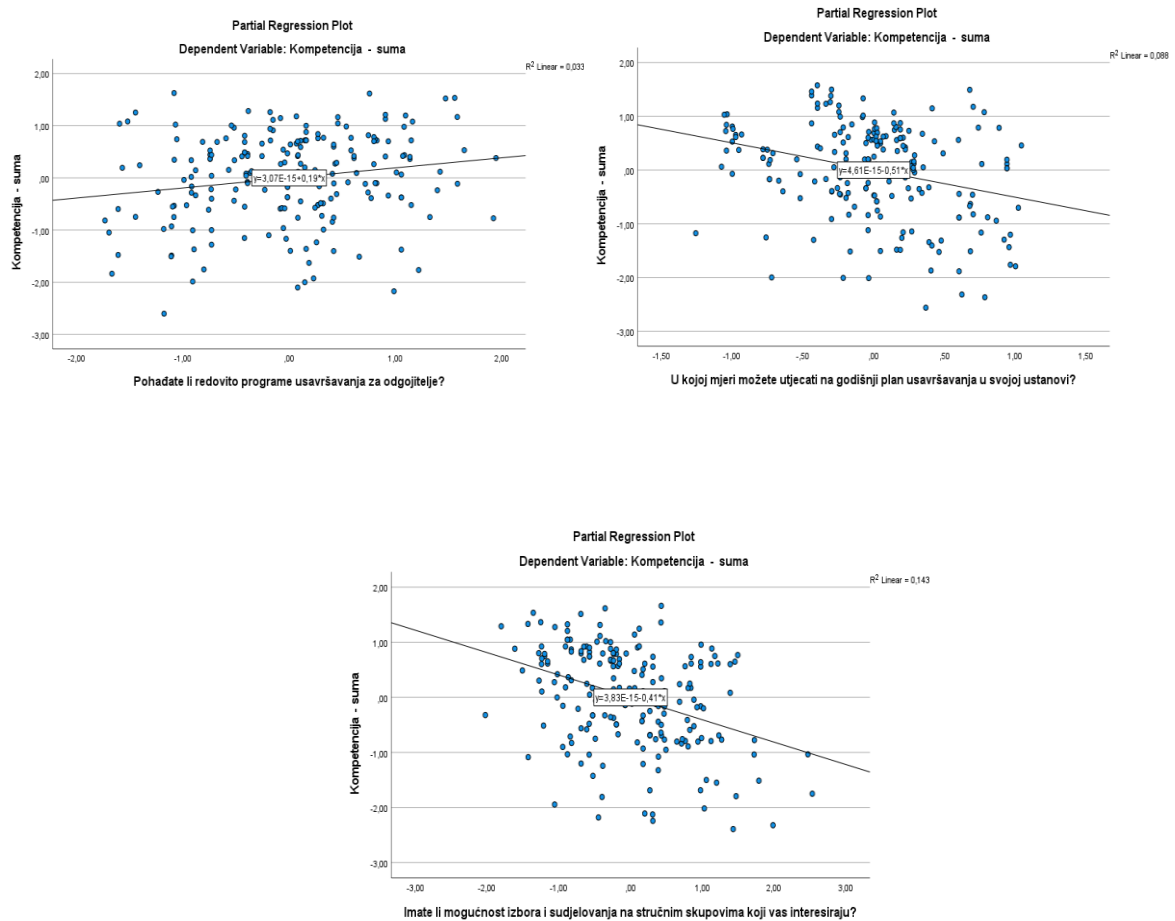 Partial Regression Plot
Dependent Variable: Kompetencija - suma
R² Linear = 0,033
2,00
1,00
,00
-1,00
-2,00
-3,00
Kompetencija - suma
y=3,07E-15+0,19*x
-2,00 -1,00 ,00 1,00 2,00
Pohađate li redovito programe usavršavanja za odgojitelje?
Partial Regression Plot
Dependent Variable: Kompetencija - suma
R² Linear = 0,088
2,00
1,00
,00
-1,00
-2,00
-3,00
Kompetencija - suma
y=4,61E-15-0,51*x
-1,50 -1,00 -,50 ,00 ,50 1,00 1,50
U kojoj mjeri možete utjecati na godišnji plan usavršavanja u svojoj ustanovi?
Partial Regression Plot
Dependent Variable: Kompetencija - suma
R² Linear = 0,143
2,00
1,00
,00
-1,00
-2,00
-3,00
Kompetencija - suma
y=3,83E-15-0,41*x
-3,00 -2,00 -1,00 ,00 1,00 2,00 3,00
Imate li mogućnost izbora i sudjelovanja na stručnim skupovima koji vas interesiraju?